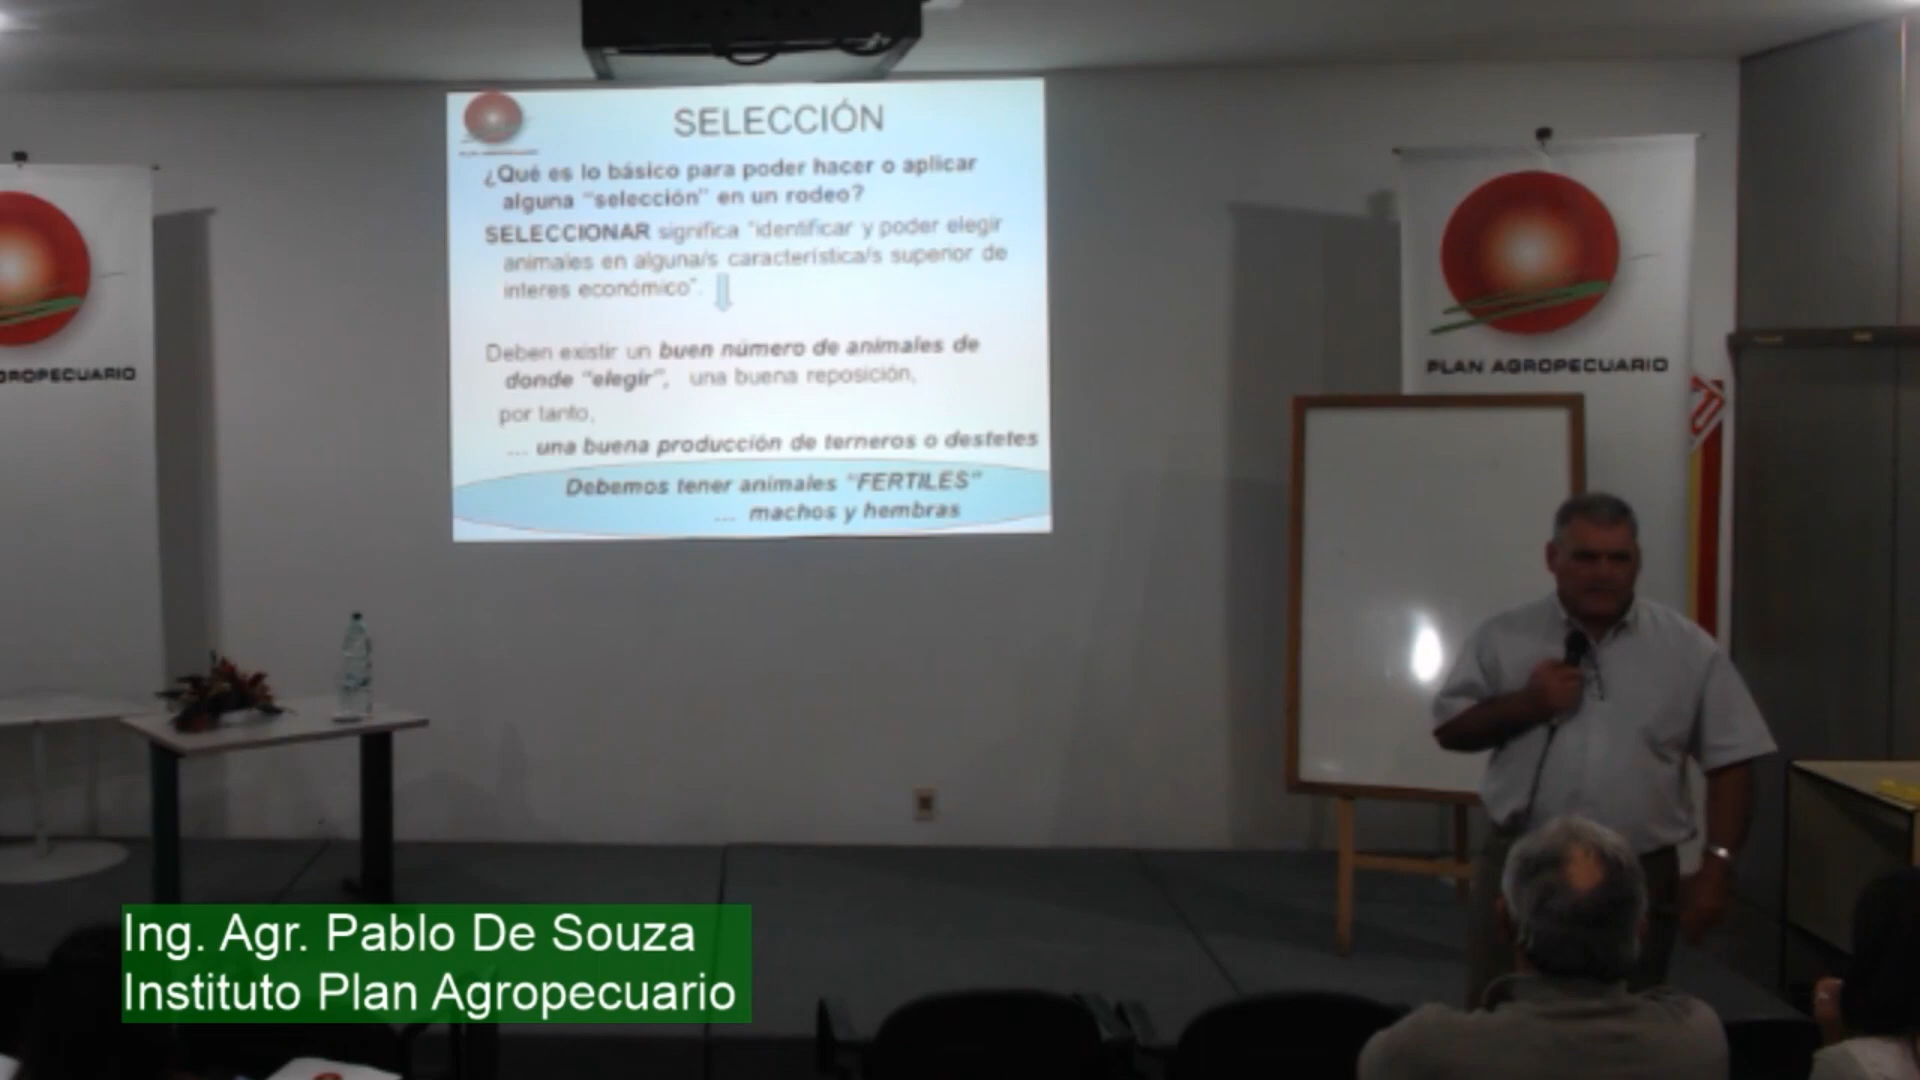 SELECCIÓN
¿Qué es lo básico para poder hacer o aplicar
alguna "selección" en un rodeo?
SELECCIONAR significa "identificar y poder elegir
animales en alguna/s característica/s superior de
interes económico".
Deben existir un buen número de animales de
donde "elegir", una buena reposición,
por tanto,
... una buena producción de terneros o destetes
Debemos tener animales "FERTILES"
... machos y hembras
PLAN AGROPECUARIO
PLAN AGROPECUARIO
ROPECUARIO
Ing. Agr. Pablo De Souza
Instituto Plan Agropecuario